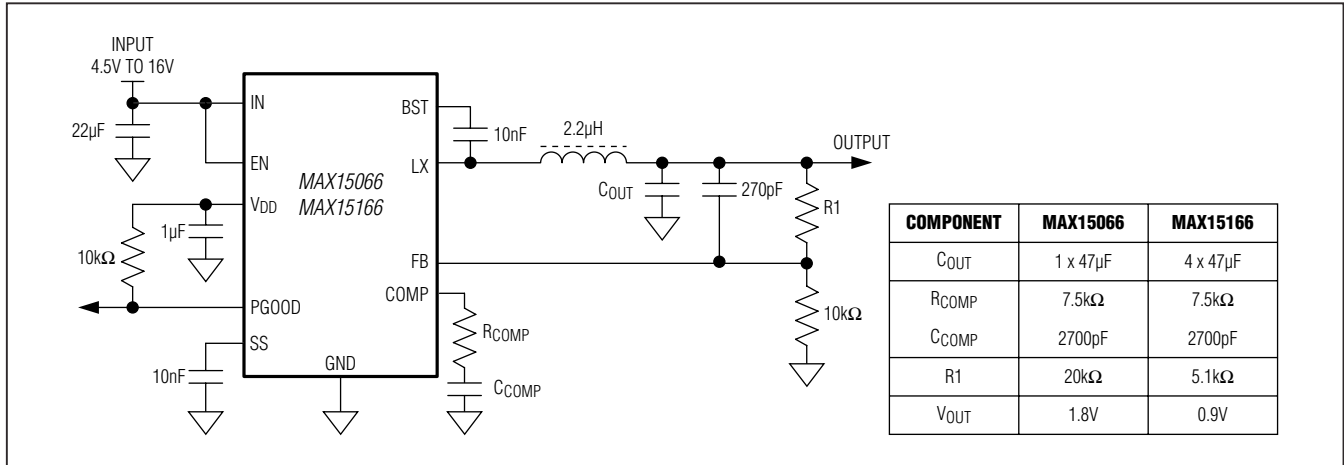 INPUT
4.5V TO 16V
IN
BST
22µF
10nF
2.2µH
OUTPUT
EN
LX
MAX15066
MAX15166
COUT
270pF
R1
VDD
1µF
10kΩ
FB
COMP
PGOOD
10kΩ
RCOMP
SS
GND
10nF
CCOMP
COMPONENT MAX15066 MAX15166
COUT 1 x 47µF 4 x 47µF
RCOMP 7.5kΩ 7.5kΩ
CCOMP 2700pF 2700pF
R1 20kΩ 5.1kΩ
VOUT 1.8V 0.9V